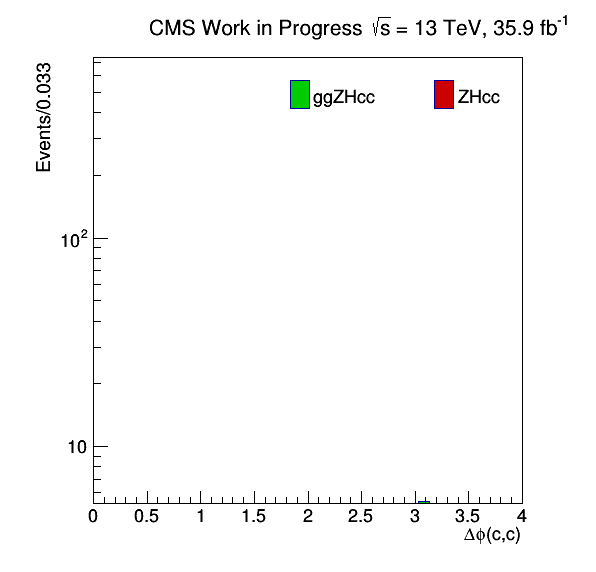 CMS Work in Progress √s = 13 TeV, 35.9 fb⁻¹
Events/0.033
ggZHcc ZHcc
10²
10
0 0.5 1 1.5 2 2.5 3 3.5 4
Δϕ(c,c)